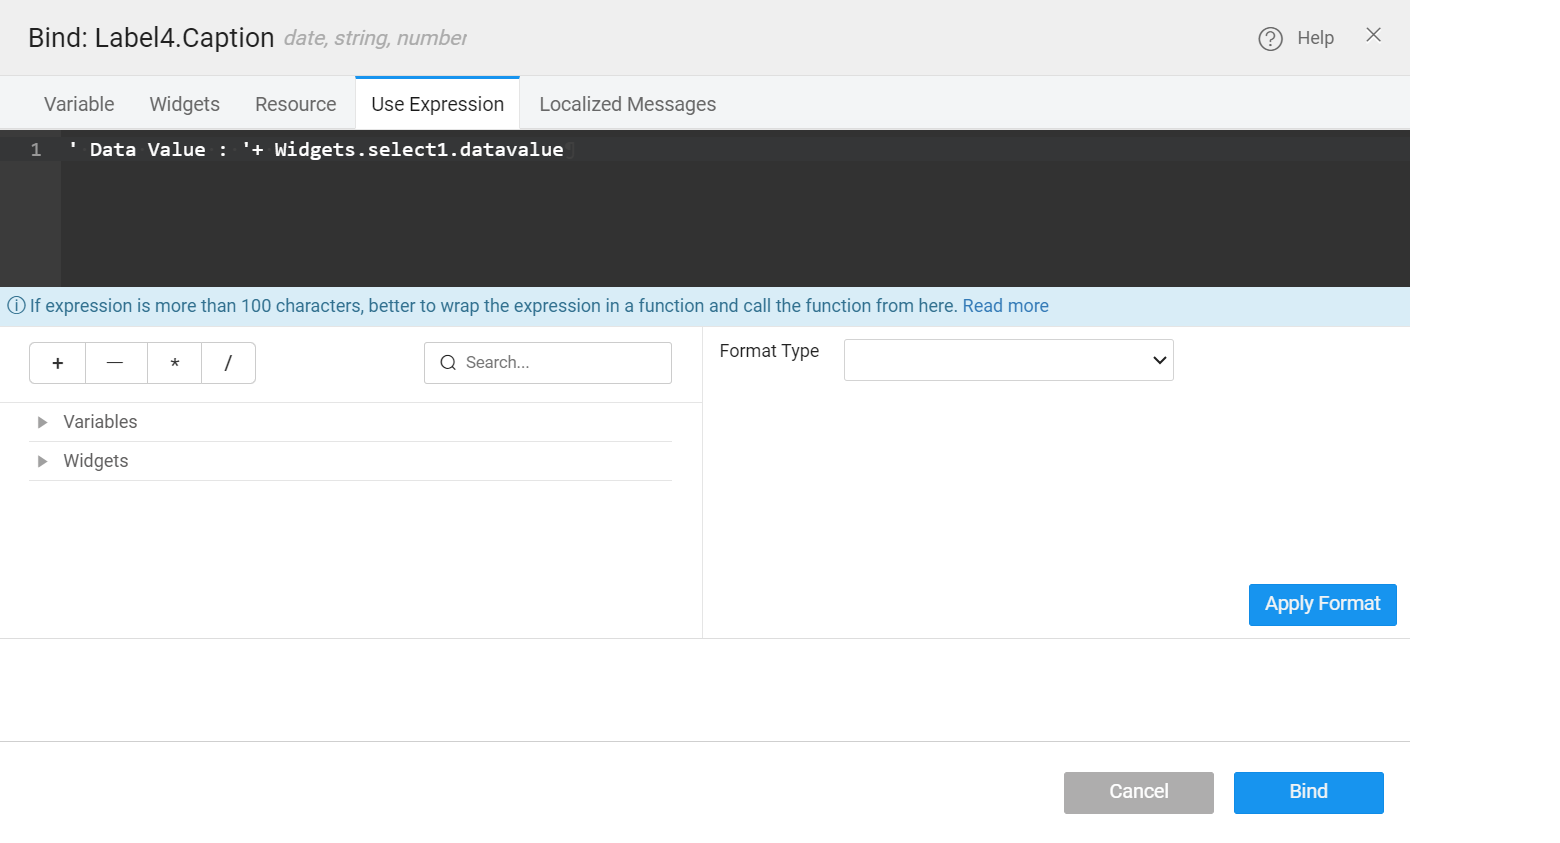 Bind: Label4.Caption date, string, number
Help
Variable Widgets Resource Use Expression Localized Messages
1 ' Data Value : '+ Widgets.select1.datavalue
If expression is more than 100 characters, better to wrap the expression in a function and call the function from here. Read more
+ — * / Search...
Format Type
Variables
Widgets
Apply Format
Cancel Bind